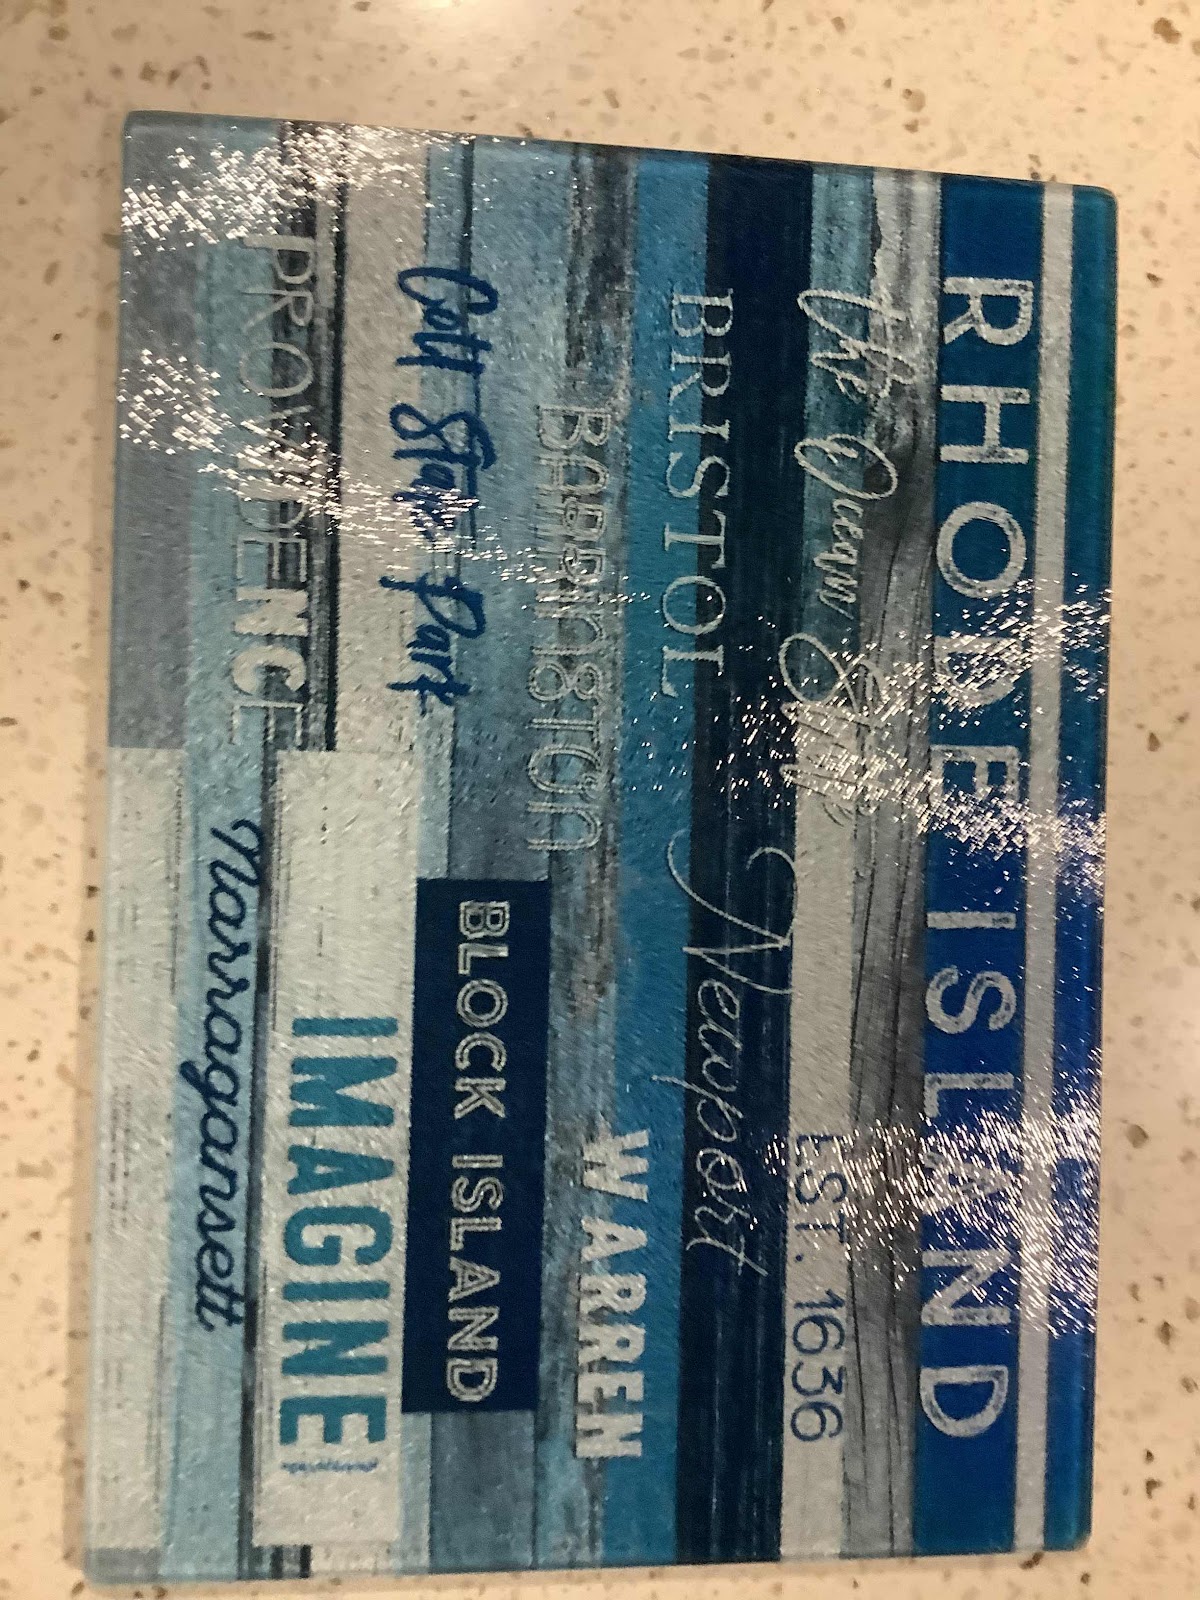 RHODE ISLAND
The Ocean State
EST. 1636
BRISTOL
Newport
BARRINGTON
WARREN
Colt State Park
BLOCK ISLAND
PROVIDENCE
IMAGINE
Narragansett